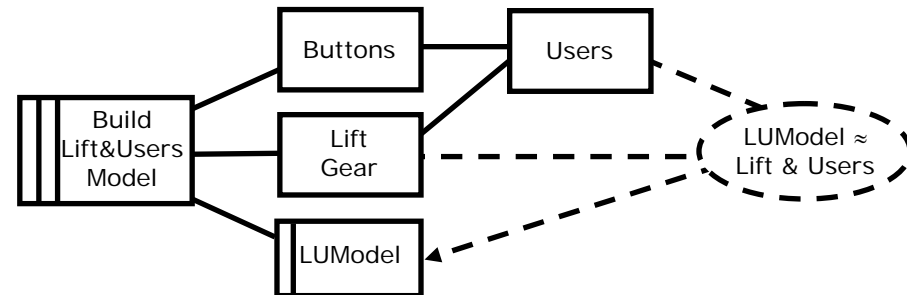 Buttons
Users
Build
Lift&Users
Model
Lift
Gear
LUModel ≈
Lift & Users
LUModel